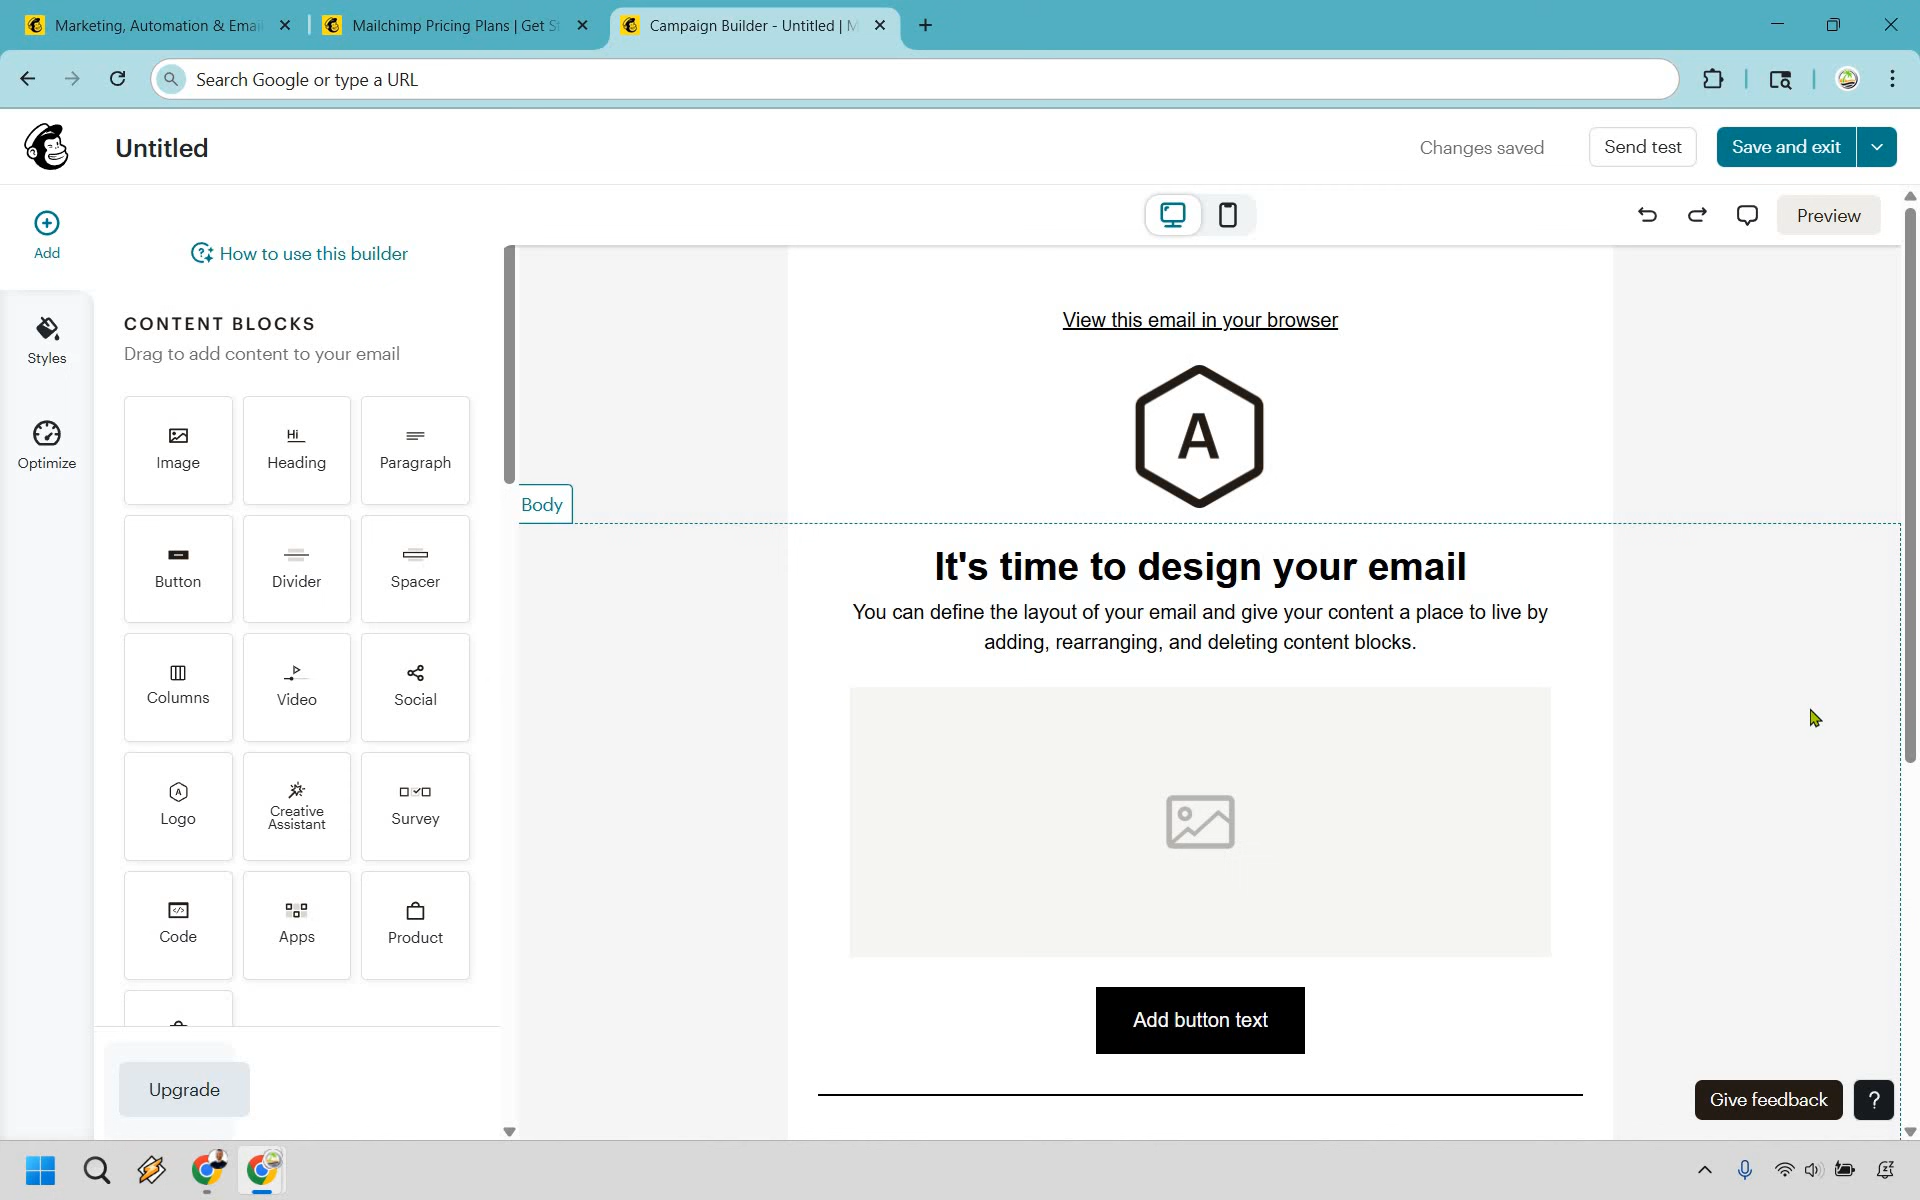 Marketing, Automation & Emai
Mailchimp Pricing Plans | Get St
Campaign Builder - Untitled | M
Search Google or type a URL
Untitled
Changes saved
Send test
Save and exit
Add
How to use this builder
Preview
Styles
Optimize
CONTENT BLOCKS
Drag to add content to your email
Image
Heading
Paragraph
Button
Divider
Spacer
Columns
Video
Social
Logo
Creative
Assistant
Survey
Code
Apps
Product
Upgrade
View this email in your browser
A
Body
It's time to design your email
You can define the layout of your email and give your content a place to live by
adding, rearranging, and deleting content blocks.
Add button text
Give feedback
?